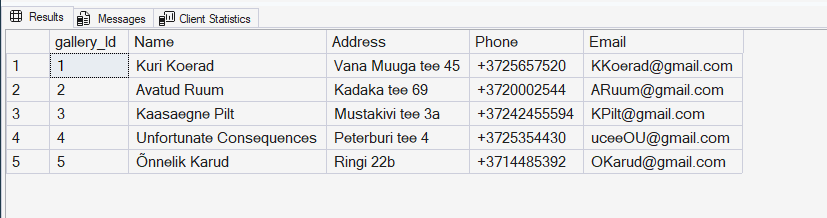 Results Messages Client Statistics
gallery_Id Name Address Phone Email
1 1 Kuri Koerad Vana Muuga tee 45 +3725657520 KKoerad@gmail.com
2 2 Avatud Ruum Kadaka tee 69 +3720002544 ARuum@gmail.com
3 3 Kaasaegne Pilt Mustakivi tee 3a +37242455594 KPilt@gmail.com
4 4 Unfortunate Consequences Peterburi tee 4 +3725354430 uceeOU@gmail.com
5 5 Õnnelik Karud Ringi 22b +3714485392 OKarud@gmail.com